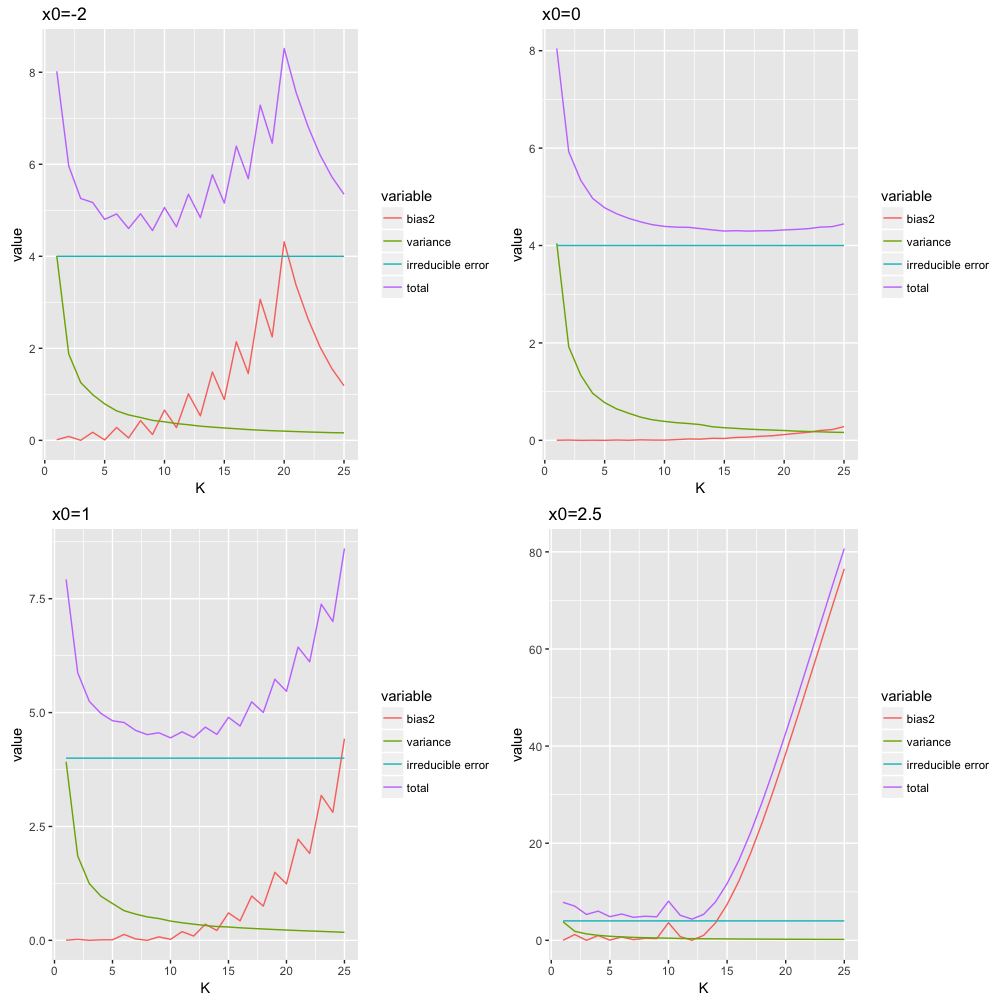 x0=-2
value
8
6
4
2
0
0 5 10 15 20 25
K
variable
bias2
variance
irreducible error
total
x0=0
value
8
6
4
2
0
0 5 10 15 20 25
K
variable
bias2
variance
irreducible error
total
x0=1
value
7.5
5.0
2.5
0.0
0 5 10 15 20 25
K
variable
bias2
variance
irreducible error
total
x0=2.5
value
80
60
40
20
0
0 5 10 15 20 25
K
variable
bias2
variance
irreducible error
total